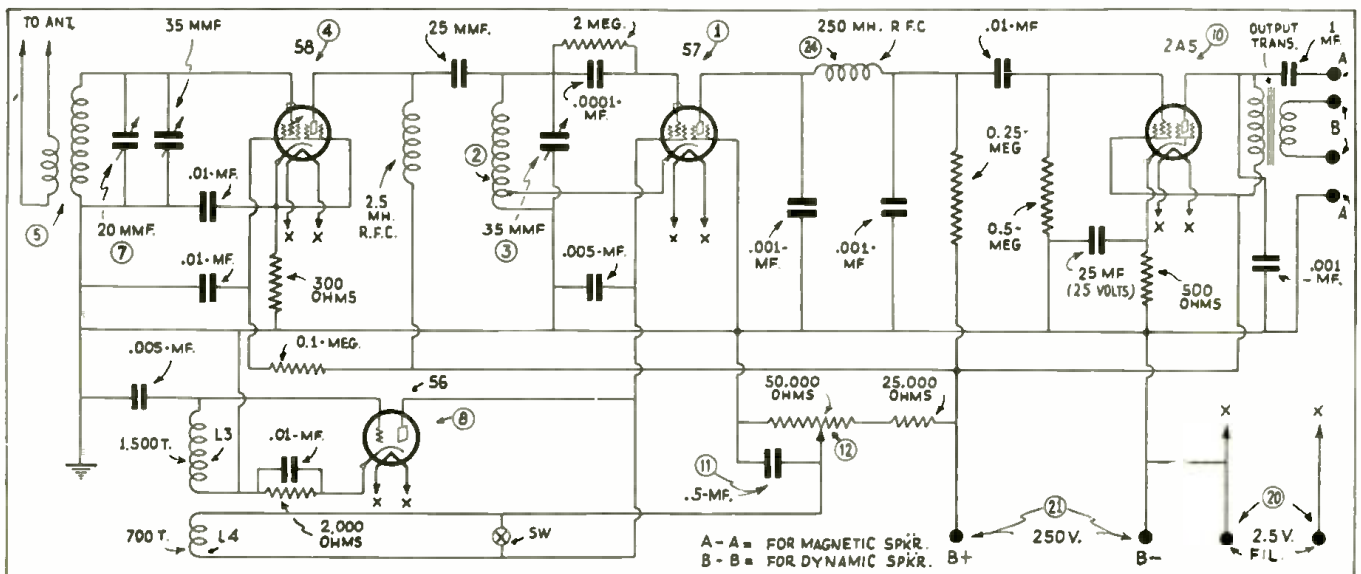 TO ANT.
35 MMF
58
4
25 MMF.
2 MEG.
57
1
250 MH. R F C
24
.01-MF.
2A5
10
OUTPUT TRANS.
1 MF.
A
B
A
.0001-MF.
.01-MF.
5
20 MMF.
7
2.5 MH. R.F.C.
2
35 MMF
3
.001-MF.
.001-MF
0.25-MEG
0.5-MEG
25 MF
(25 VOLTS)
X X
X X
X X
.01-MF.
300 OHMS
.005-MF.
500 OHMS
.001-MF.
.005-MF.
0.1-MEG.
56
8
50,000 OHMS
25,000 OHMS
12
1,500 T.
L3
.01-MF.
X X
11
.5-MF.
X
X
2,000 OHMS
700 T.
L4
SW
A-A = FOR MAGNETIC SPKR.
B-B = FOR DYNAMIC SPKR.
B+
21
250 V.
B-
20
2.5 V.
FIL.